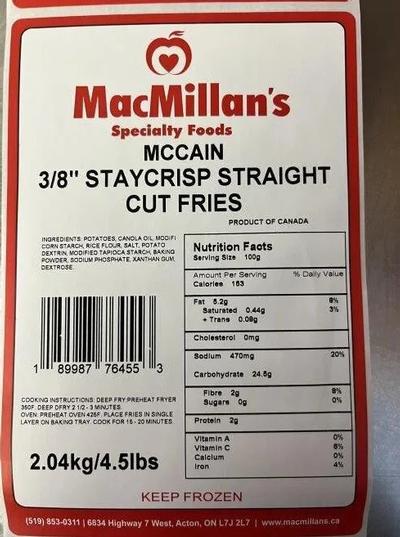 MacMillan's
Specialty Foods
MCCAIN
3/8" STAYCRISP STRAIGHT
CUT FRIES
PRODUCT OF CANADA
INGREDIENTS: POTATOES, CANOLA OIL, MODIFI
CORN STARCH, RICE FLOUR, SALT, POTATO
DEXTRIN, MODIFIED TAPIOCA STARCH, BAKING
POWDER, SODIUM PHOSPHATE, XANTHAN GUM,
DEXTROSE.
Nutrition Facts
Serving Size 100g
Amount Per Serving % Daily Value
Calories 163
Fat 5.2g 8%
Saturated 0.44g 3%
+ Trans 0.08g
Cholesterol 0mg
Sodium 470mg 20%
Carbohydrate 24.5g
Fibre 2g 8%
Sugars 0g 0%
Protein 2g
Vitamin A 0%
Vitamin C 6%
Calcium 0%
Iron 4%
1 89987 76455 3
COOKING INSTRUCTIONS: DEEP FRY:PREHEAT FRYER
350F. DEEP DFRY 2 1/2 - 3 MINUTES.
OVEN: PREHEAT OVEN 425F. PLACE FRIES IN SINGLE
LAYER ON BAKING TRAY. COOK FOR 15 - 20 MINUTES.
2.04kg/4.5lbs
KEEP FROZEN
(519) 853-0311 | 6834 Highway 7 West, Acton, ON L7J 2L7 | www.macmillans.ca